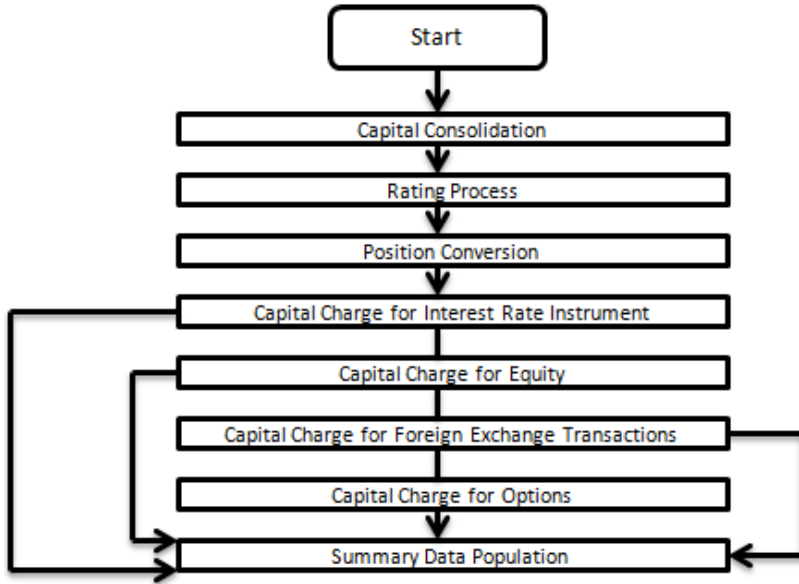 Start
Capital Consolidation
Rating Process
Position Conversion
Capital Charge for Interest Rate Instrument
Capital Charge for Equity
Capital Charge for Foreign Exchange Transactions
Capital Charge for Options
Summary Data Population